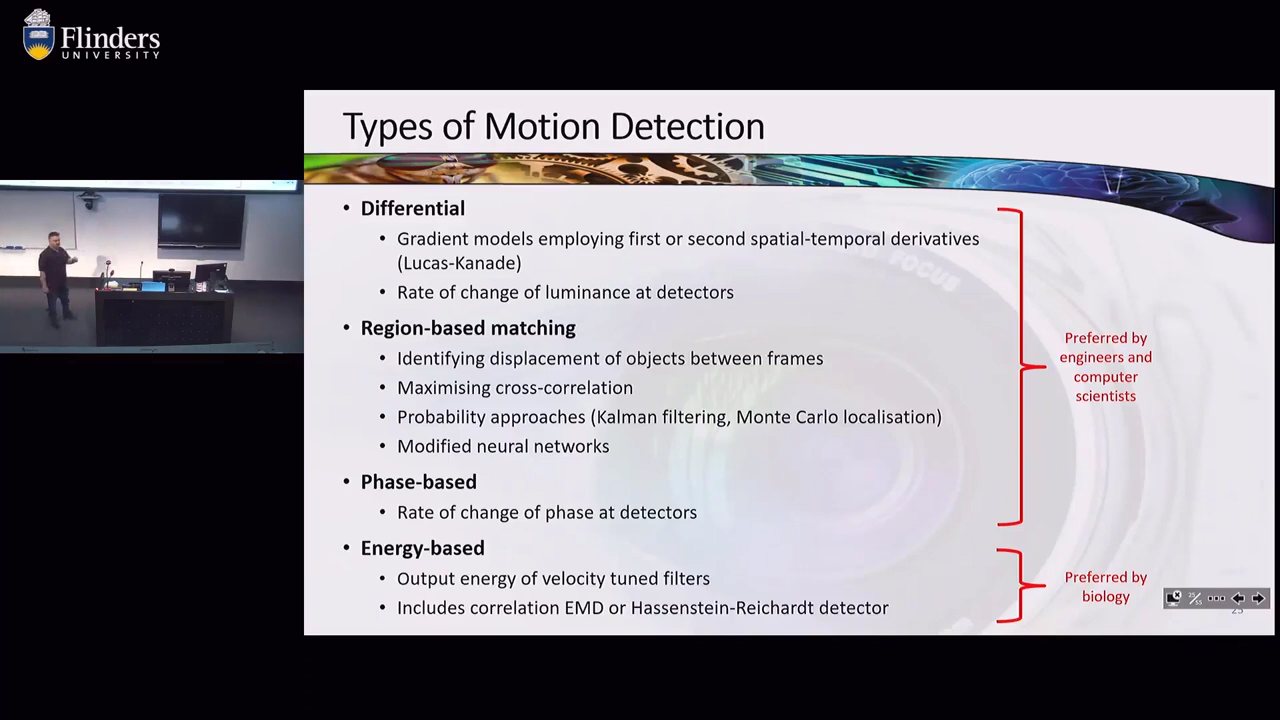 Flinders
UNIVERSITY
Types of Motion Detection
• Differential
• Gradient models employing first or second spatial-temporal derivatives
(Lucas-Kanade)
• Rate of change of luminance at detectors
• Region-based matching
• Identifying displacement of objects between frames
• Maximising cross-correlation
• Probability approaches (Kalman filtering, Monte Carlo localisation)
• Modified neural networks
• Phase-based
• Rate of change of phase at detectors
• Energy-based
• Output energy of velocity tuned filters
• Includes correlation EMD or Hassenstein-Reichardt detector
Preferred by
engineers and
computer
scientists
Preferred by
biology
FOCUS